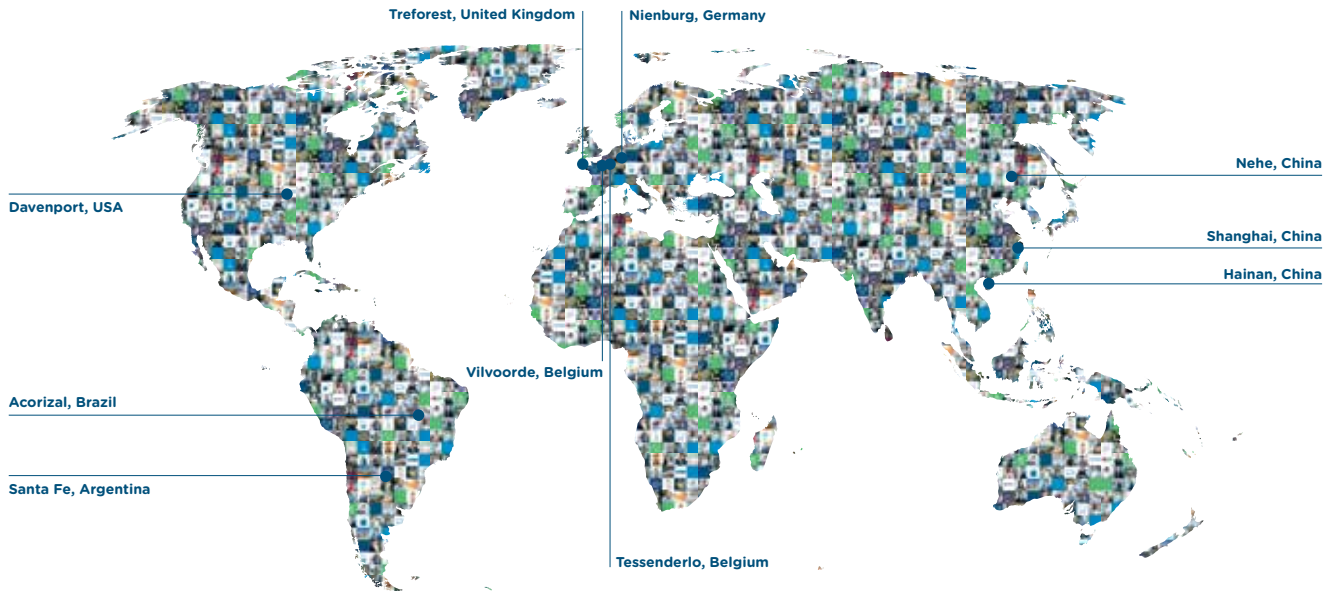 Treforest, United Kingdom
Nienburg, Germany
Nehe, China
Davenport, USA
Shanghai, China
Hainan, China
Vilvoorde, Belgium
Acorizal, Brazil
Santa Fe, Argentina
Tessenderlo, Belgium